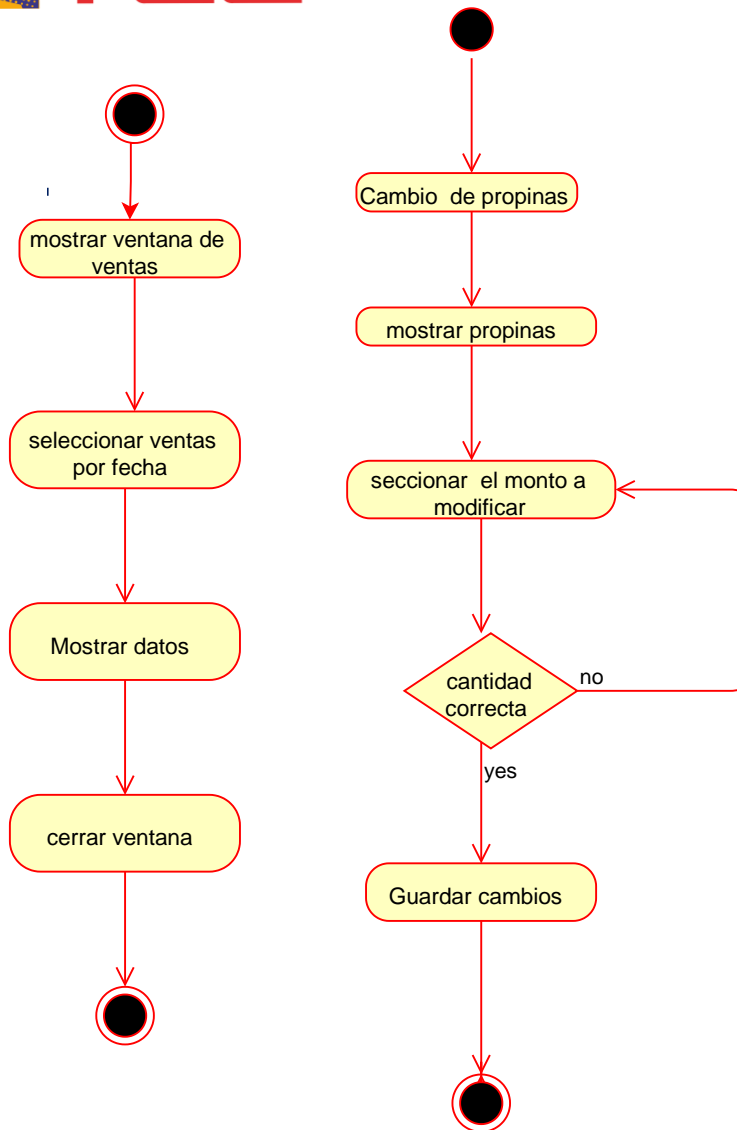 mostrar ventana de
ventas
seleccionar ventas
por fecha
Mostrar datos
cerrar ventana
Cambio de propinas
mostrar propinas
seccionar el monto a
modificar
cantidad
correcta
no
yes
Guardar cambios